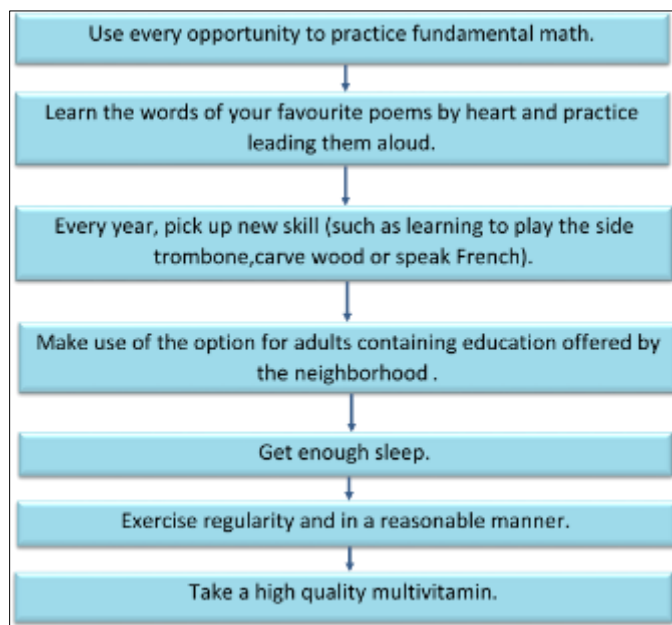 Use every opportunity to practice fundamental math.
Learn the words of your favourite poems by heart and practice
leading them aloud.
Every year, pick up new skill (such as learning to play the side
trombone,carve wood or speak French).
Make use of the option for adults containing education offered by
the neighborhood .
Get enough sleep.
Exercise regularity and in a reasonable manner.
Take a high quality multivitamin.